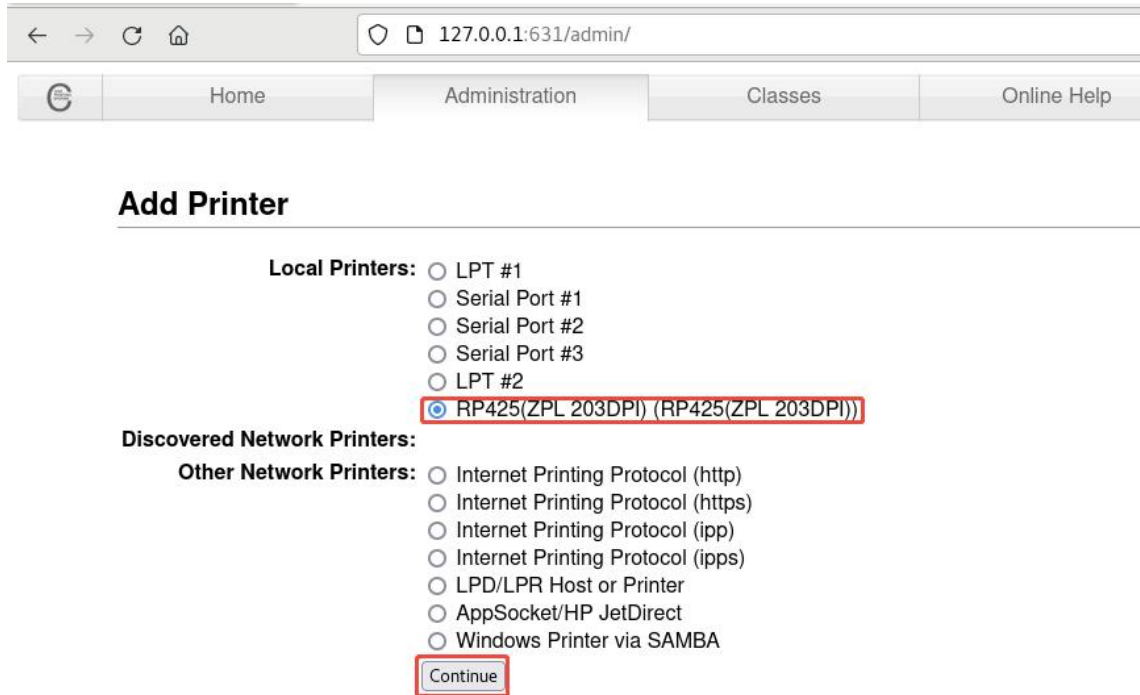 127.0.0.1:631/admin/
Home Administration Classes Online Help
Add Printer
Local Printers: LPT #1
Serial Port #1
Serial Port #2
Serial Port #3
LPT #2
RP425(ZPL 203DPI) (RP425(ZPL 203DPI))
Discovered Network Printers:
Other Network Printers: Internet Printing Protocol (http)
Internet Printing Protocol (https)
Internet Printing Protocol (ipp)
Internet Printing Protocol (ipps)
LPD/LPR Host or Printer
AppSocket/HP JetDirect
Windows Printer via SAMBA
Continue